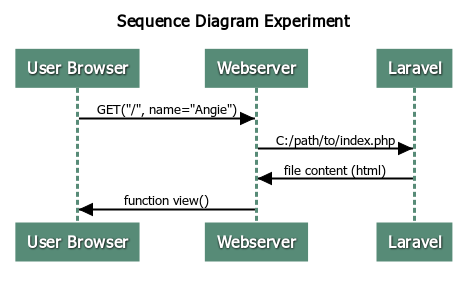 Sequence Diagram Experiment
User Browser Webserver Laravel
GET("/", name="Angie")
C:/path/to/index.php
file content (html)
function view()
User Browser Webserver Laravel